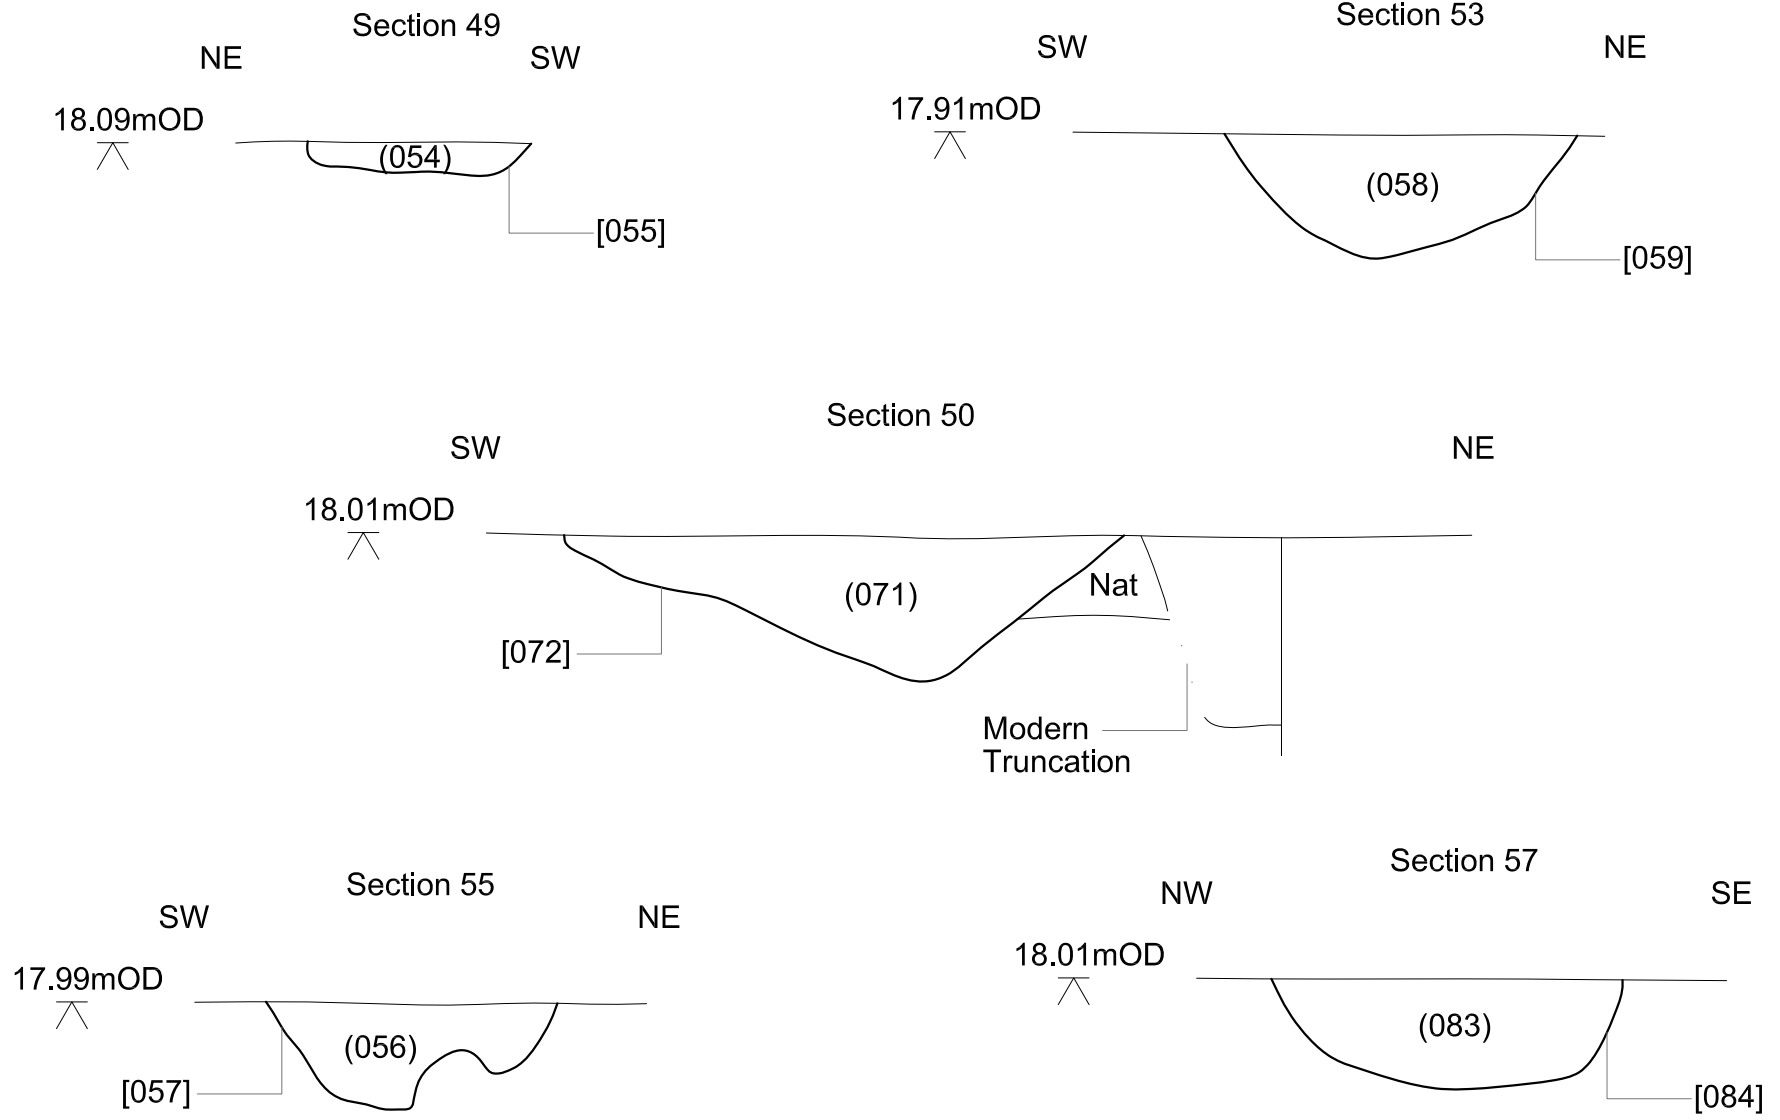 Section 49
NE
SW
18.09mOD
(054)
[055]
Section 53
SW
NE
17.91mOD
(058)
[059]
Section 50
SW
NE
18.01mOD
(071)
Nat
[072]
Modern
Truncation
Section 55
SW
NE
17.99mOD
(056)
[057]
Section 57
NW
SE
18.01mOD
(083)
[084]